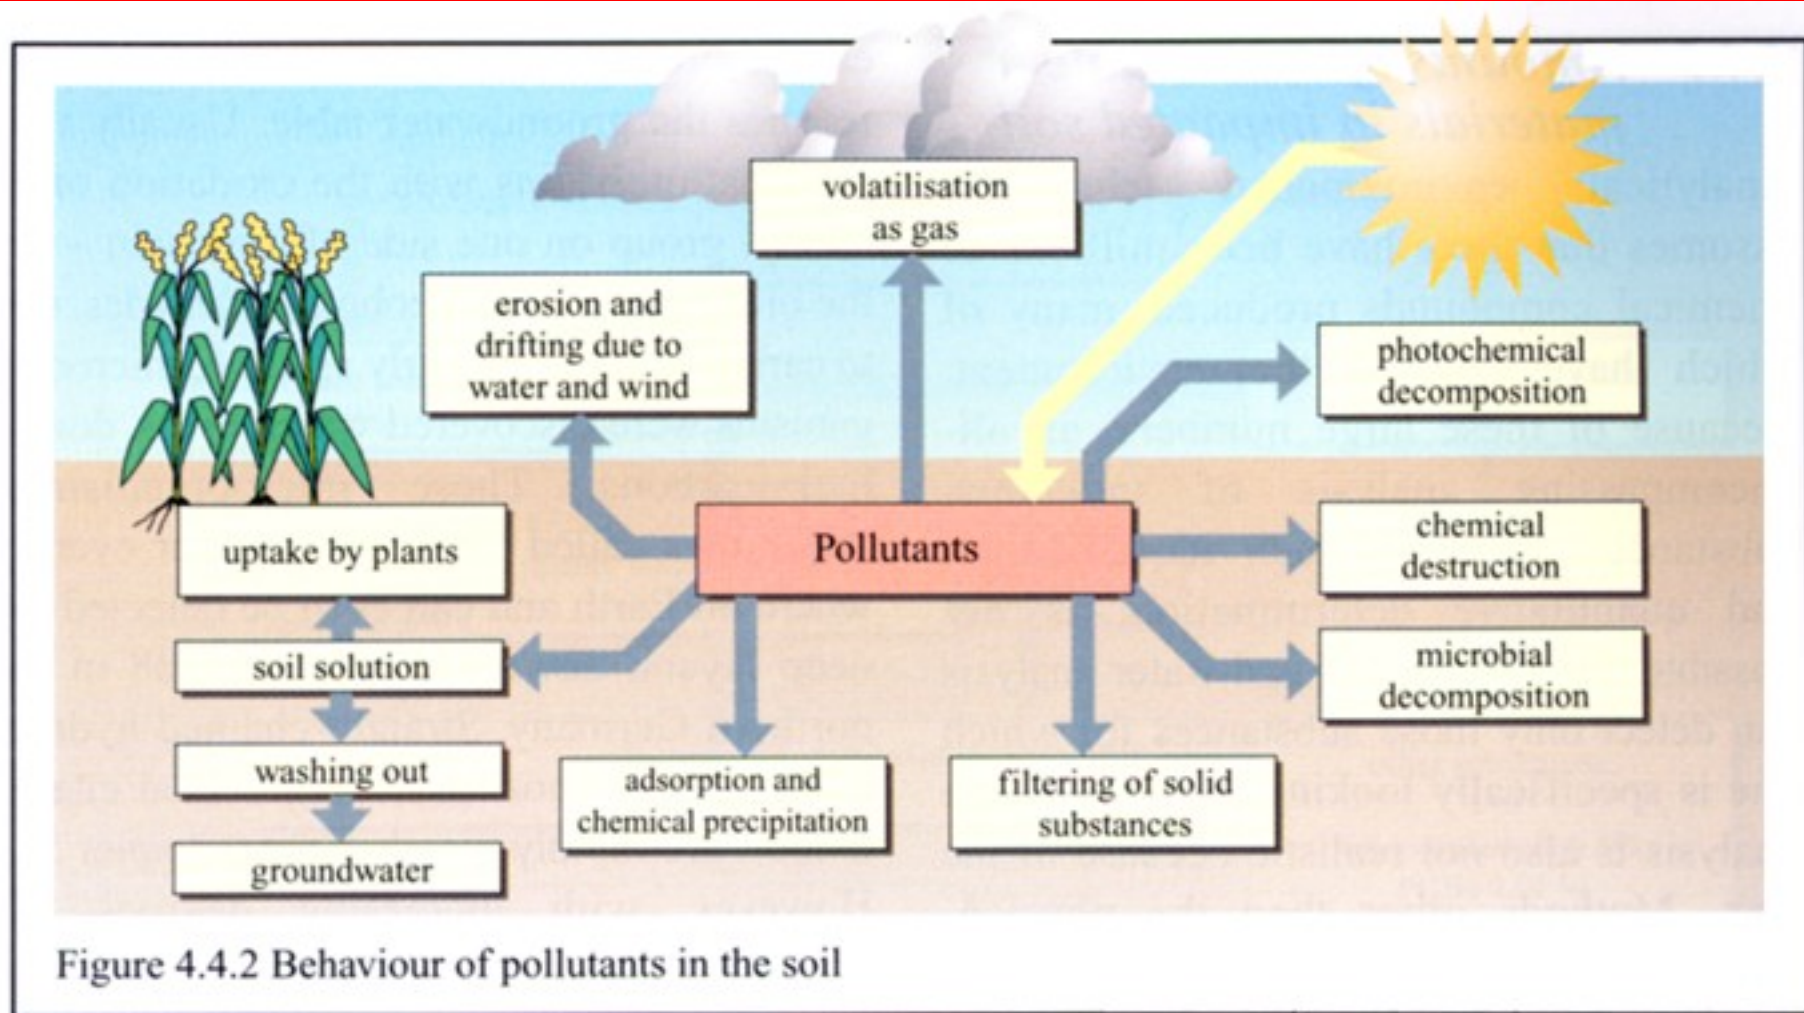 volatilisation
as gas
erosion and
drifting due to
water and wind
photochemical
decomposition
uptake by plants
Pollutants
chemical
destruction
soil solution
microbial
decomposition
washing out
adsorption and
chemical precipitation
filtering of solid
substances
groundwater
Figure 4.4.2 Behaviour of pollutants in the soil